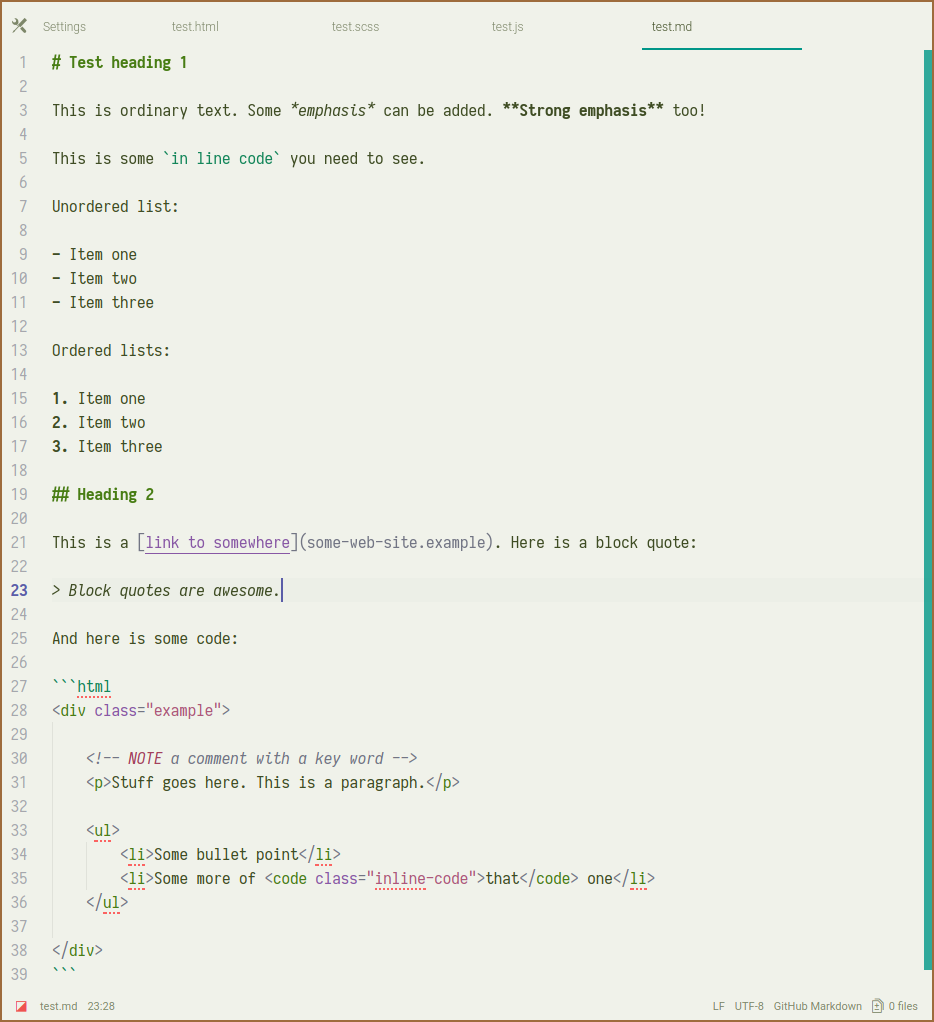 Settings test.html test.scss test.js test.md
1 # Test heading 1
2
3 This is ordinary text. Some *emphasis* can be added. **Strong emphasis** too!
4
5 This is some `in line code` you need to see.
6
7 Unordered list:
8
9 - Item one
10 - Item two
11 - Item three
12
13 Ordered lists:
14
15 1. Item one
16 2. Item two
17 3. Item three
18
19 ## Heading 2
20
21 This is a [link to somewhere](some-web-site.example). Here is a block quote:
22
23 > Block quotes are awesome.
24
25 And here is some code:
26
27 ```html
28 <div class="example">
29
30     <!-- NOTE a comment with a key word -->
31     <p>Stuff goes here. This is a paragraph.</p>
32
33     <ul>
34         <li>Some bullet point</li>
35         <li>Some more of <code class="inline-code">that</code> one</li>
36     </ul>
37
38 </div>
39 ```
test.md 23:28 LF UTF-8 GitHub Markdown 0 files